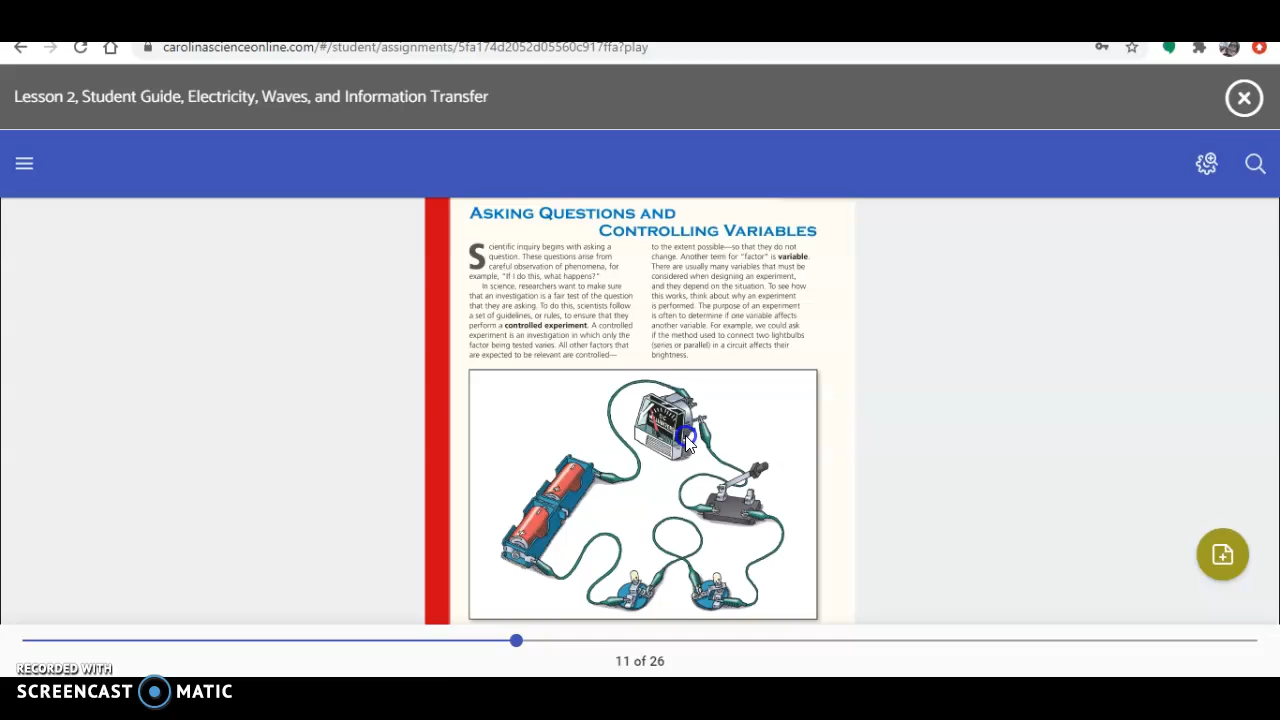 carolinascienceonline.com/#/student/assignments/5fa174d2052d05560c917ffa?play
Lesson 2, Student Guide, Electricity, Waves, and Information Transfer
ASKING QUESTIONS AND
CONTROLLING VARIABLES
Scientific inquiry begins with asking a
question. These questions arise from
careful observation of phenomena, for
example, "If I do this, what happens?"
In science, researchers want to make sure
that an investigation is a fair test of the question
that they are asking. To do this, scientists follow
a set of guidelines, or rules, to ensure that they
perform a controlled experiment. A controlled
experiment is an investigation in which only the
factor being tested varies. All other factors that
are expected to be relevant are controlled—
to the extent possible—so that they do not
change. Another term for "factor" is variable.
There are usually many variables that must be
considered when designing an experiment,
and they depend on the situation. To see how
this works, think about why an experiment
is performed. The purpose of an experiment
is often to determine if one variable affects
another variable. For example, we could ask
if the method used to connect two lightbulbs
(series or parallel) in a circuit affects their
brightness.
11 of 26
RECORDED WITH
SCREENCAST MATIC